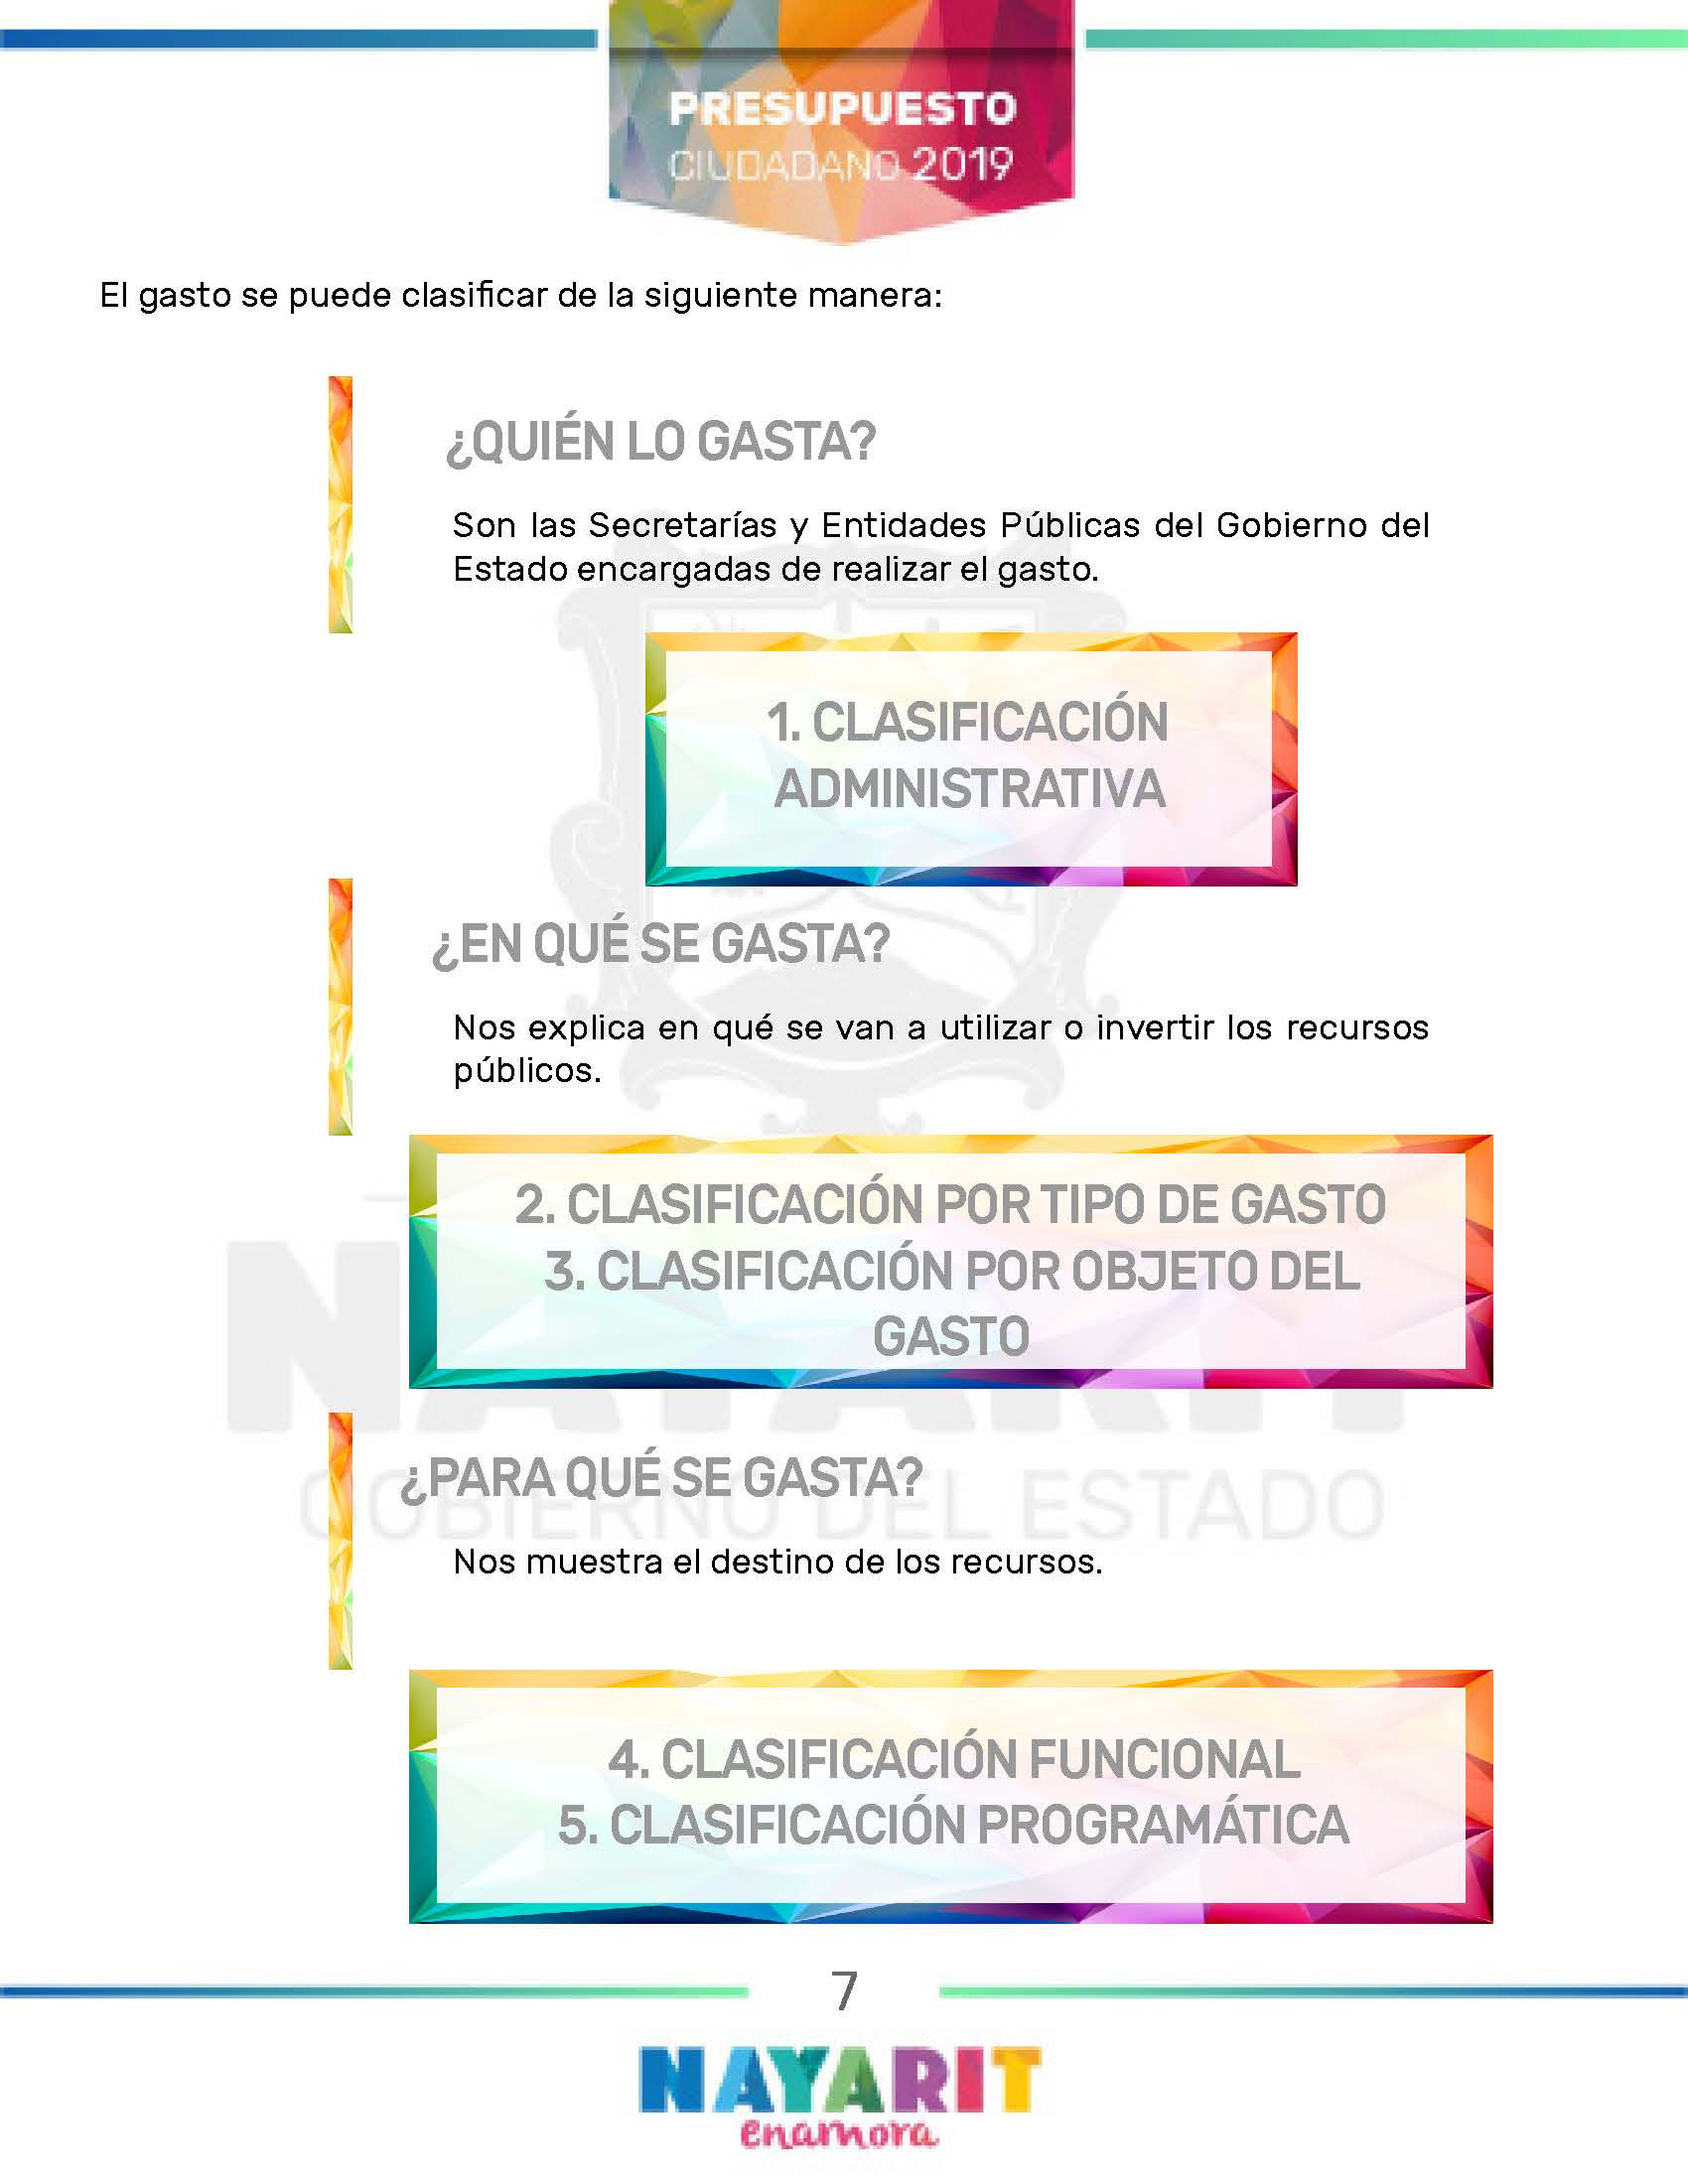 PRESUPUESTO
CIUDADANO 2019
El gasto se puede clasificar de la siguiente manera:
¿QUIÉN LO GASTA?
Son las Secretarías y Entidades Públicas del Gobierno del
Estado encargadas de realizar el gasto.
1. CLASIFICACIÓN
ADMINISTRATIVA
¿EN QUÉ SE GASTA?
Nos explica en qué se van a utilizar o invertir los recursos
públicos.
2. CLASIFICACIÓN POR TIPO DE GASTO
3. CLASIFICACIÓN POR OBJETO DEL
GASTO
NAYARIT
¿PARA QUÉ SE GASTA?
GOBIERNO DEL ESTADO
Nos muestra el destino de los recursos.
4. CLASIFICACIÓN FUNCIONAL
5. CLASIFICACIÓN PROGRAMÁTICA
7
NAYARIT
enamora